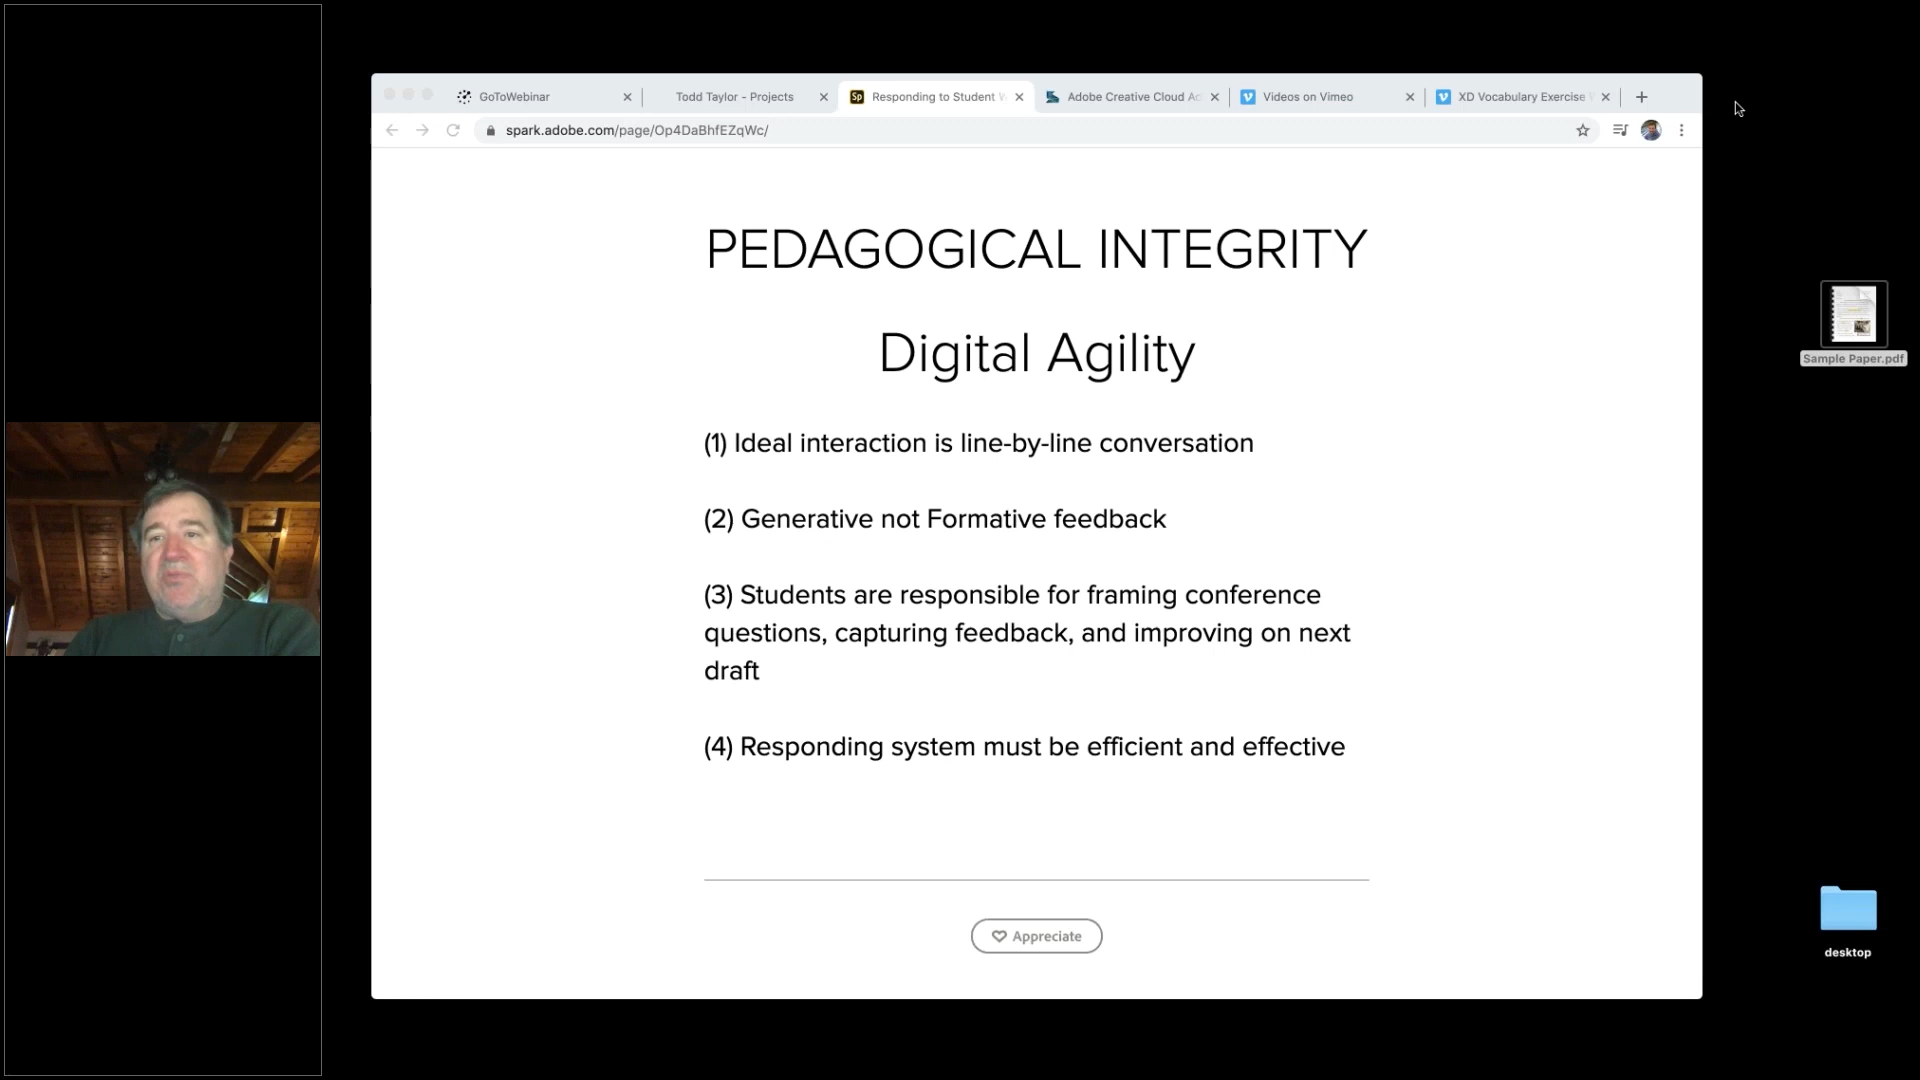 GoToWebinar
Todd Taylor - Projects
Responding to Student W
Adobe Creative Cloud Ac
Videos on Vimeo
XD Vocabulary Exercise
spark.adobe.com/page/Op4DaBhfEZqWc/
PEDAGOGICAL INTEGRITY
Digital Agility
(1) Ideal interaction is line-by-line conversation
(2) Generative not Formative feedback
(3) Students are responsible for framing conference
questions, capturing feedback, and improving on next
draft
(4) Responding system must be efficient and effective
Appreciate
Sample Paper.pdf
desktop